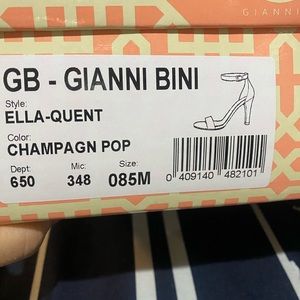 GIANNI
GB - GIANNI BINI
Style:
ELLA-QUENT
Color:
CHAMPAGN POP
Dept: Mic: Size:
650 348 085M
0 409140 482101